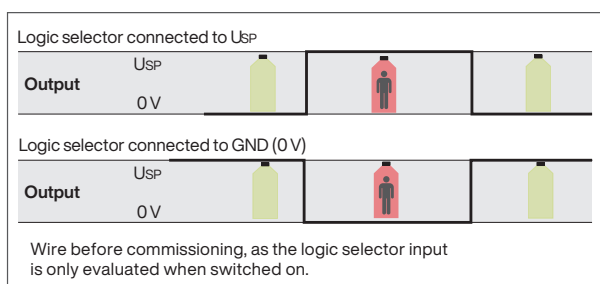 Logic selector connected to USP
USP
Output
0 V
Logic selector connected to GND (0 V)
USP
Output
0 V
Wire before commissioning, as the logic selector input
is only evaluated when switched on.